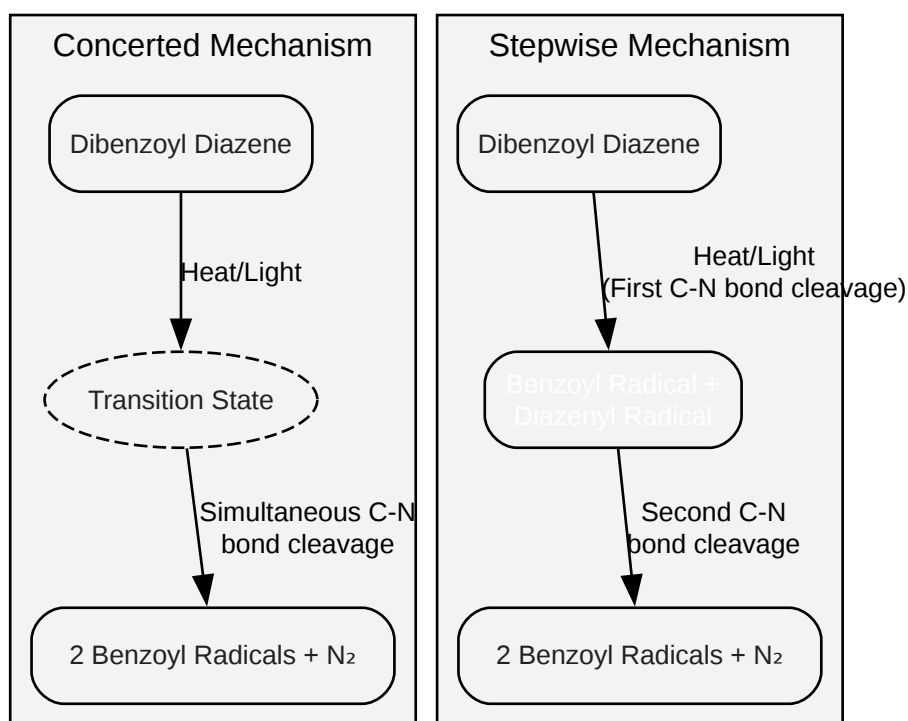 Concerted Mechanism
Dibenzoyl Diazene
Heat/Light
Transition State
Simultaneous C-N
bond cleavage
2 Benzoyl Radicals + N₂
Stepwise Mechanism
Dibenzoyl Diazene
Heat/Light
(First C-N bond cleavage)
Benzoyl Radical +
Diazenyl Radical
Second C-N
bond cleavage
2 Benzoyl Radicals + N₂